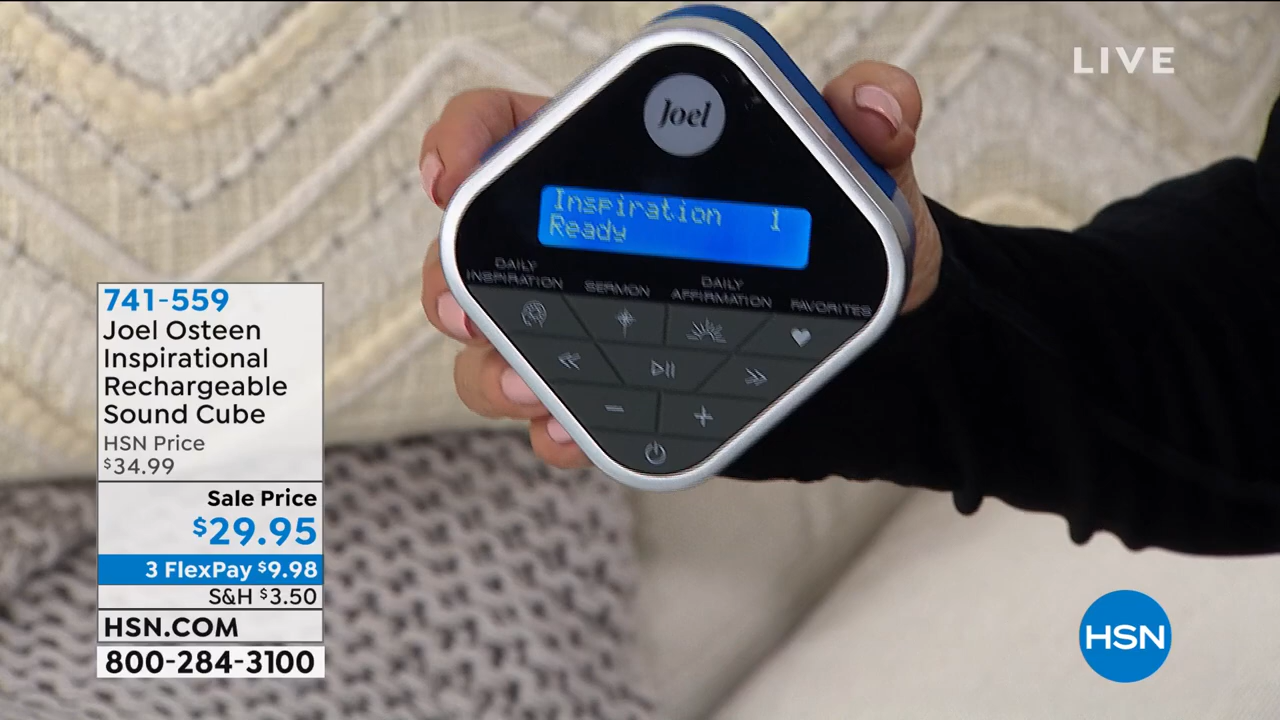 LIVE
Joel
Inspiration 1
Ready
DAILY INSPIRATION
SERMON
DAILY AFFIRMATION
FAVORITES
741-559
Joel Osteen
Inspirational
Rechargeable
Sound Cube
HSN Price
$34.99
Sale Price
$29.95
3 FlexPay $9.98
S&H $3.50
HSN.COM
800-284-3100
HSN